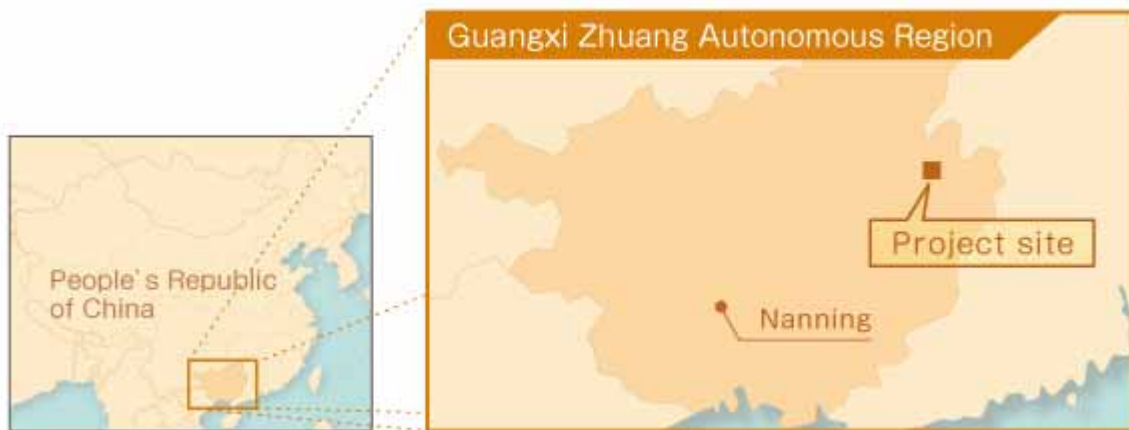 Guangxi Zhuang Autonomous Region
People's Republic
of China
Project site
Nanning